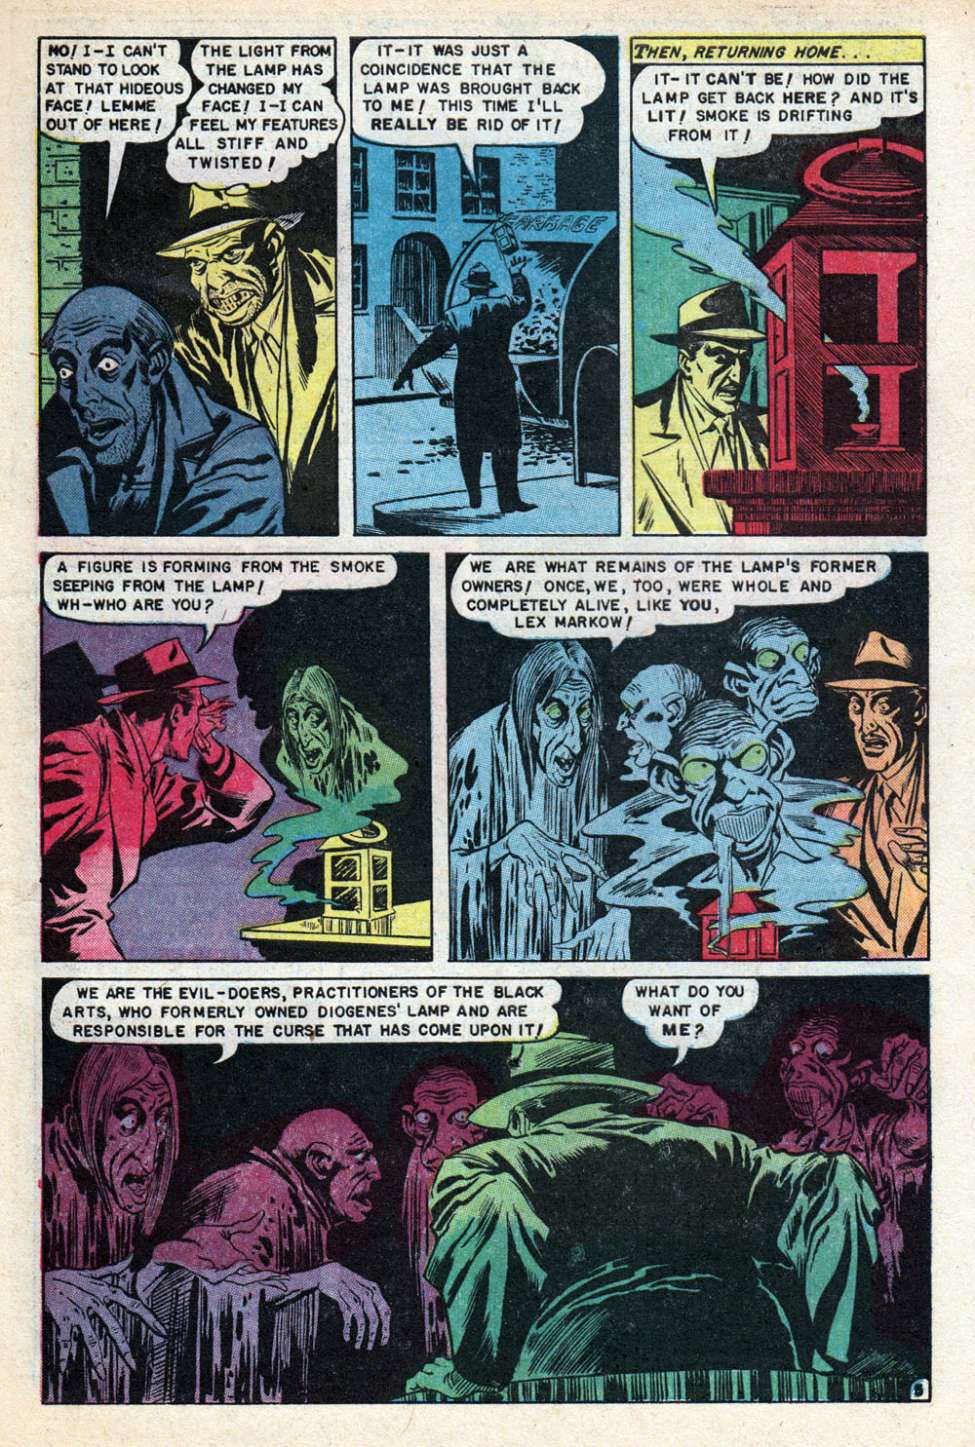 NO! I-I CAN'T
STAND TO LOOK
AT THAT HIDEOUS
FACE! LEMME
OUT OF HERE!
THE LIGHT FROM
THE LAMP HAS
CHANGED MY
FACE! I-I CAN
FEEL MY FEATURES
ALL STIFF AND
TWISTED!
IT-IT WAS JUST A
COINCIDENCE THAT THE
LAMP WAS BROUGHT BACK
TO ME! THIS TIME I'LL
REALLY BE RID OF IT!
GARBAGE
THEN, RETURNING HOME...
IT-IT CAN'T BE! HOW DID THE
LAMP GET BACK HERE? AND IT'S
LIT! SMOKE IS DRIFTING
FROM IT!
A FIGURE IS FORMING FROM THE SMOKE
SEEPING FROM THE LAMP!
WH-WHO ARE YOU?
WE ARE WHAT REMAINS OF THE LAMP'S FORMER
OWNERS! ONCE, WE, TOO, WERE WHOLE AND
COMPLETELY ALIVE, LIKE YOU,
LEX MARKOW!
WE ARE THE EVIL-DOERS, PRACTITIONERS OF THE BLACK
ARTS, WHO FORMERLY OWNED DIOGENES' LAMP AND ARE
RESPONSIBLE FOR THE CURSE THAT HAS COME UPON IT!
WHAT DO YOU
WANT OF
ME?
5